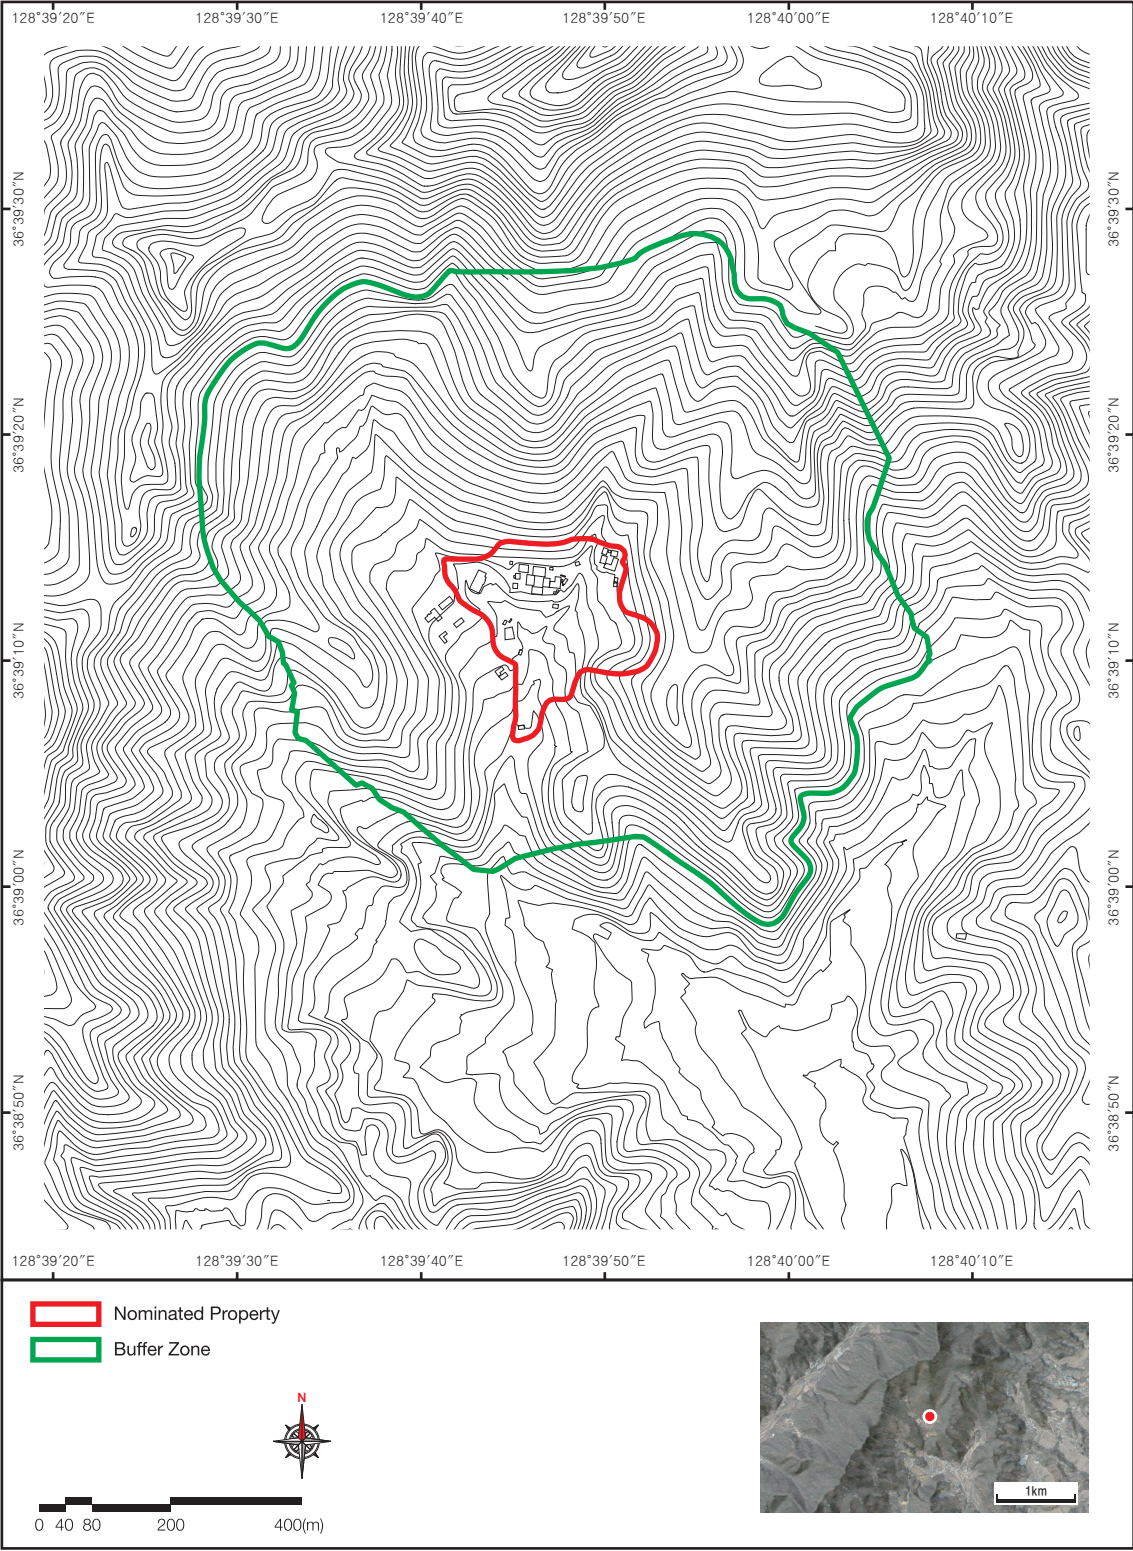 128°39′20″E 128°39′30″E 128°39′40″E 128°39′50″E 128°40′00″E 128°40′10″E
36°39′30″N 36°39′30″N
36°39′20″N 36°39′20″N
36°39′10″N 36°39′10″N
36°39′00″N 36°39′00″N
36°38′50″N 36°38′50″N
128°39′20″E 128°39′30″E 128°39′40″E 128°39′50″E 128°40′00″E 128°40′10″E
Nominated Property
Buffer Zone
N
1km
0 40 80 200 400(m)